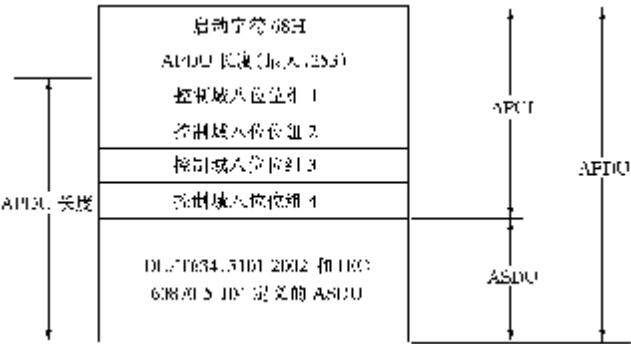 启动字符 68H
APDU 长度(最大,253)
控制域八位位组 1
控制域八位位组 2
控制域八位位组 3
控制域八位位组 4
DL/T634.5101-2002 和 IEC
60870-5-104 定义的 ASDU
APDU 长度
APCI
APDU
ASDU